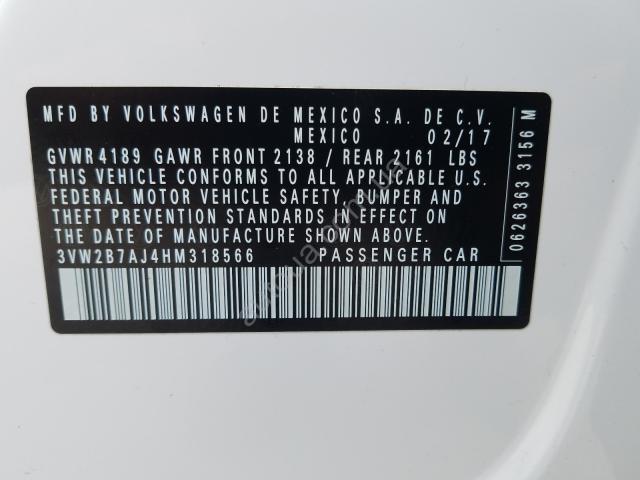 MFD BY VOLKSWAGEN DE MEXICO S.A. DE C.V.
MEXICO 02/17
GVWR 4189 GAWR FRONT 2138 / REAR 2161 LBS
THIS VEHICLE CONFORMS TO ALL APPLICABLE U.S.
FEDERAL MOTOR VEHICLE SAFETY, BUMPER AND
THEFT PREVENTION STANDARDS IN EFFECT ON
THE DATE OF MANUFACTURE SHOWN ABOVE.
3VW2B7AJ4HM318566 PASSENGER CAR
0626363 3156 M